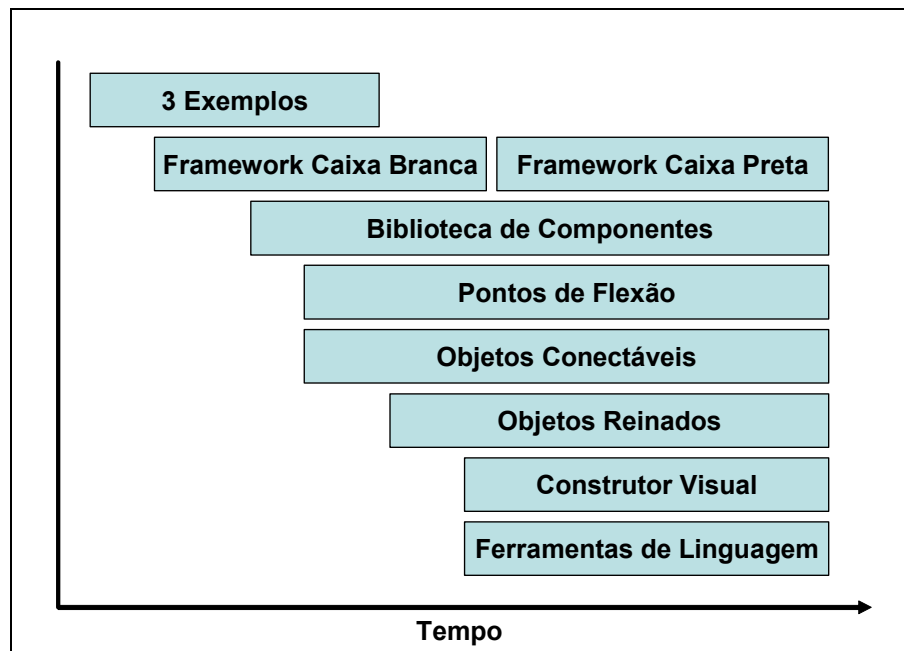 3 Exemplos
Framework Caixa Branca
Framework Caixa Preta
Biblioteca de Componentes
Pontos de Flexão
Objetos Conectáveis
Objetos Reinados
Construtor Visual
Ferramentas de Linguagem
Tempo